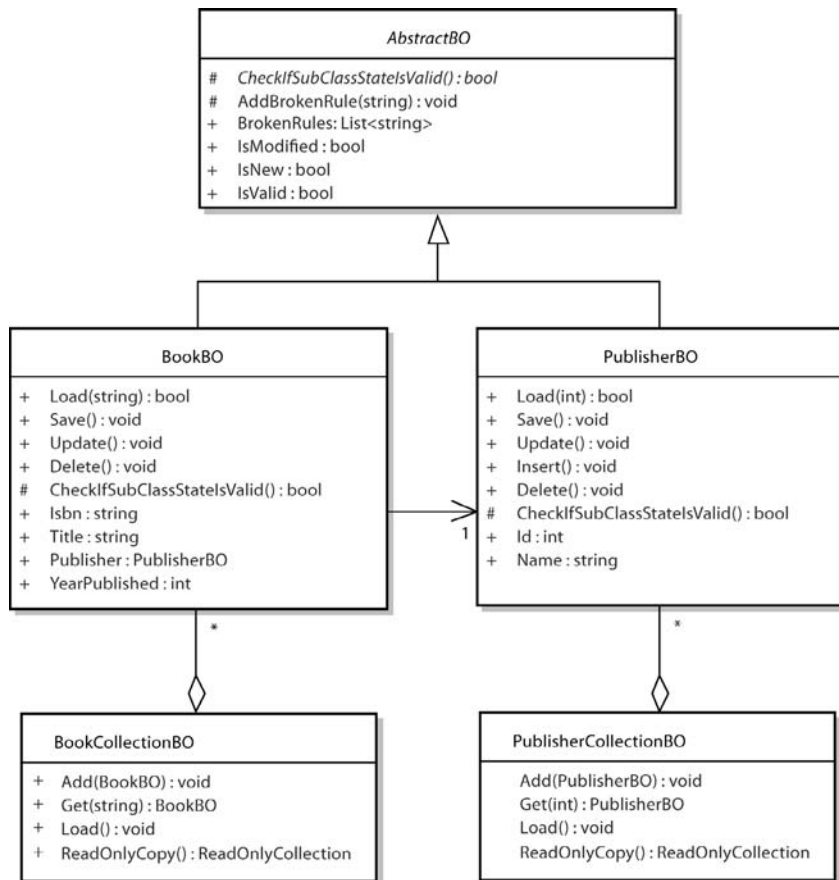 AbstractBO
# CheckIfSubClassStateIsValid() : bool
# AddBrokenRule(string) : void
+ BrokenRules: List<string>
+ IsModified : bool
+ IsNew : bool
+ IsValid : bool
BookBO
+ Load(string) : bool
+ Save() : void
+ Update() : void
+ Delete() : void
# CheckIfSubClassStateIsValid() : bool
+ Isbn : string
+ Title : string
+ Publisher : PublisherBO
+ YearPublished : int
PublisherBO
+ Load(int) : bool
+ Save() : void
+ Update() : void
+ Insert() : void
+ Delete() : void
# CheckIfSubClassStateIsValid() : bool
+ Id : int
+ Name : string
1
*
*
BookCollectionBO
+ Add(BookBO) : void
+ Get(string) : BookBO
+ Load() : void
+ ReadOnlyCopy() : ReadOnlyCollection
PublisherCollectionBO
Add(PublisherBO) : void
Get(int) : PublisherBO
Load() : void
ReadOnlyCopy() : ReadOnlyCollection